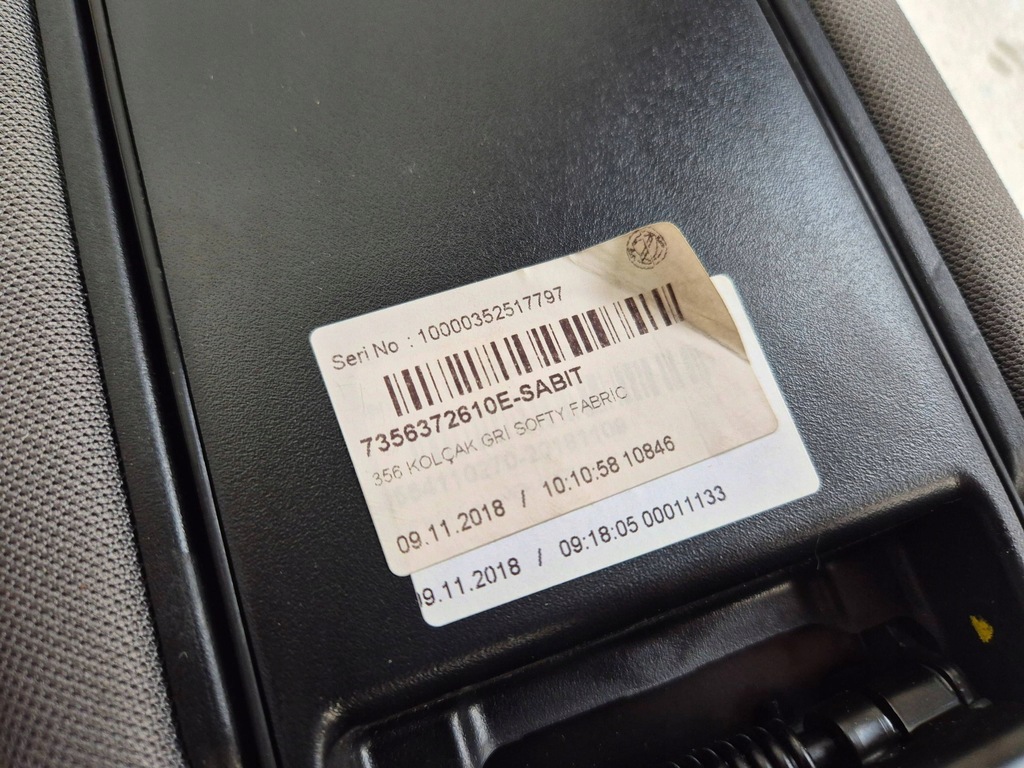 Seri No : 10000352517797
7356372610E-SABIT
356 KOLÇAK GRİ SOFTY FABRIC
09.11.2018 / 10:10:58 10846
09.11.2018 / 09:18:05 00011133